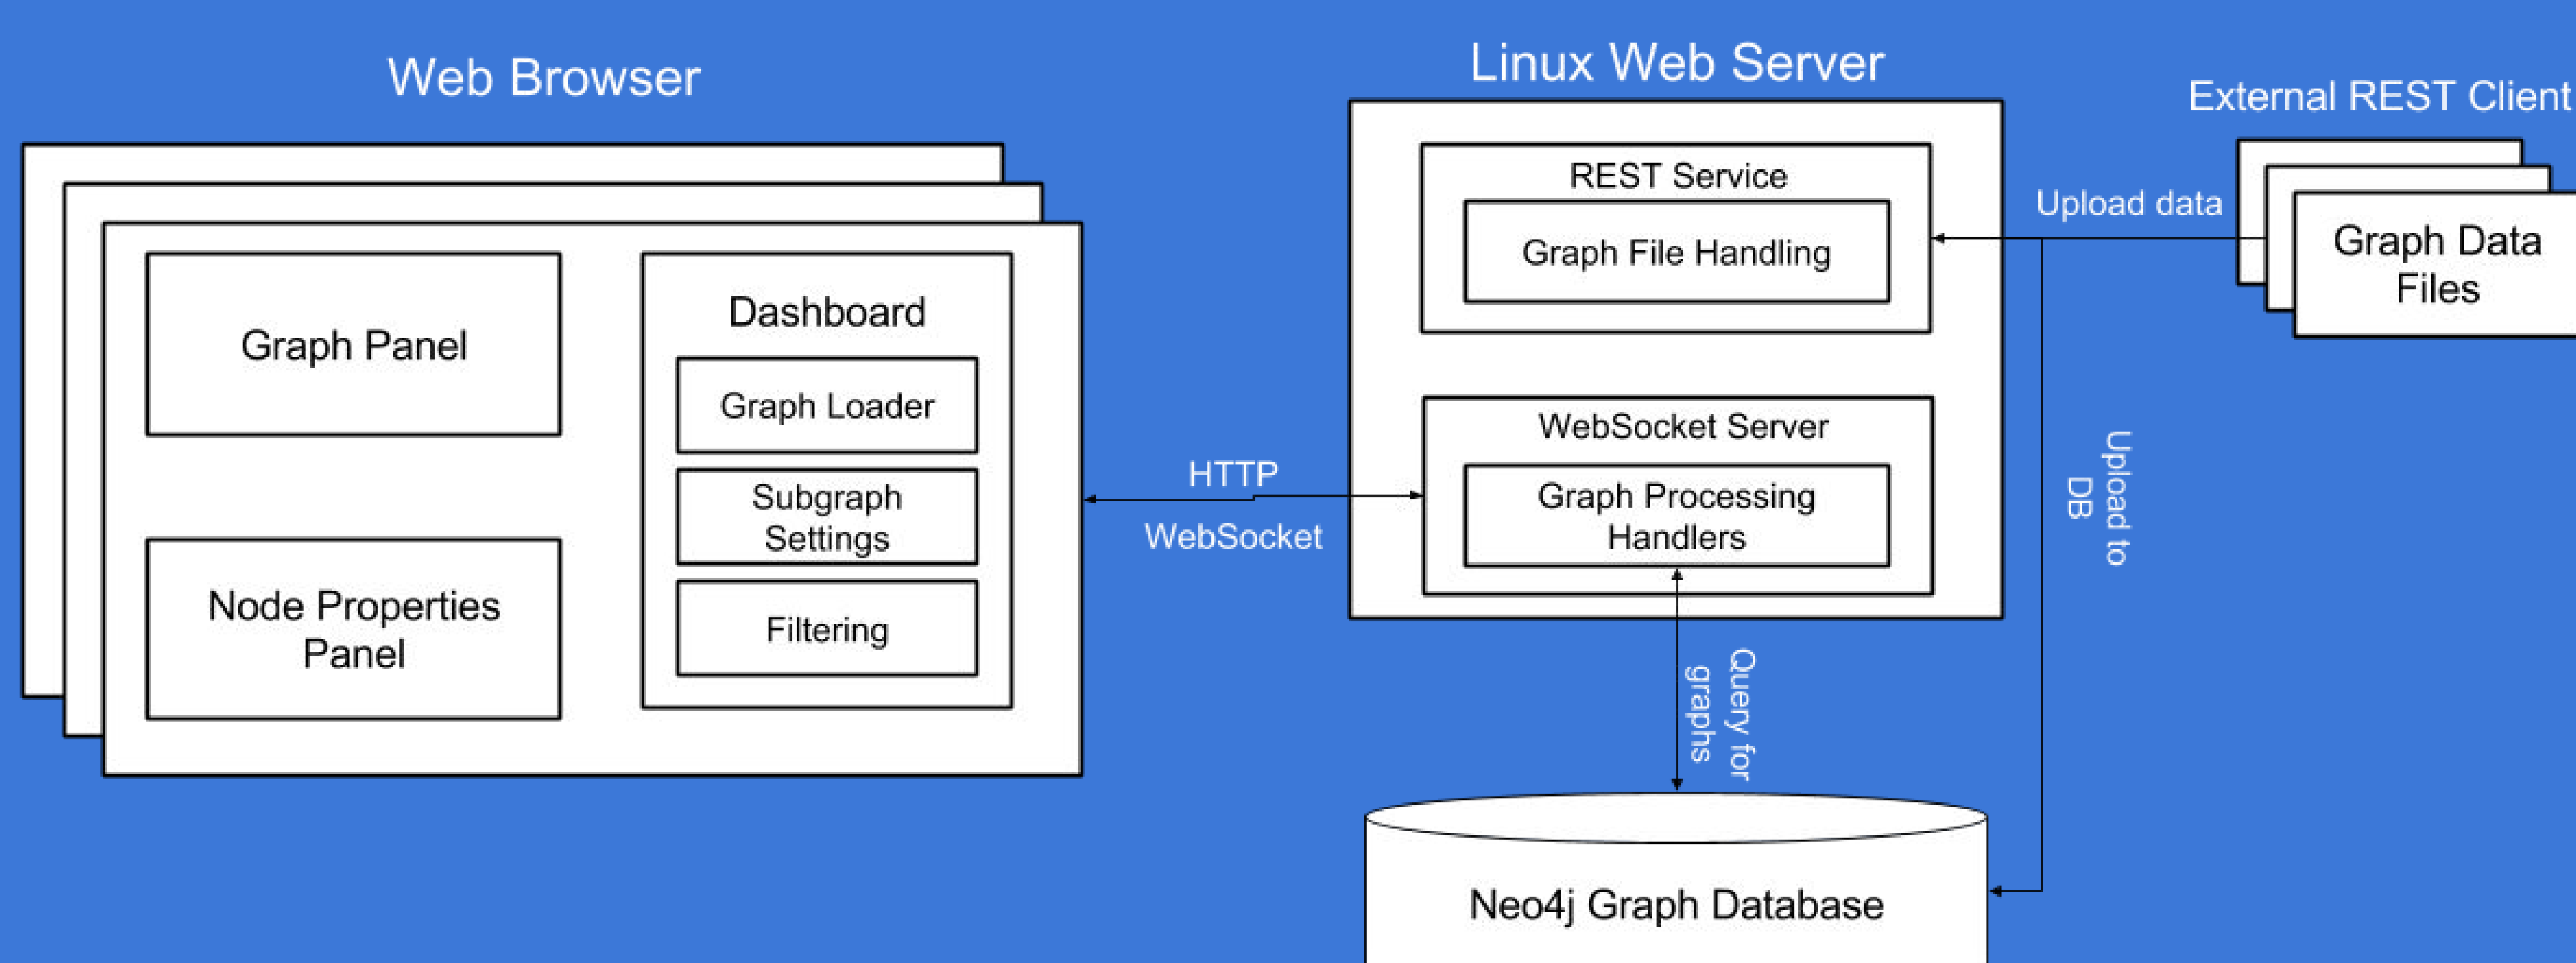 Web Browser
Graph Panel
Node Properties
Panel
Dashboard
Graph Loader
Subgraph
Settings
Filtering
HTTP
WebSocket
Linux Web Server
REST Service
Graph File Handling
WebSocket Server
Graph Processing
Handlers
Query for
graphs
Neo4j Graph Database
External REST Client
Upload data
Graph Data
Files
Upload to
DB